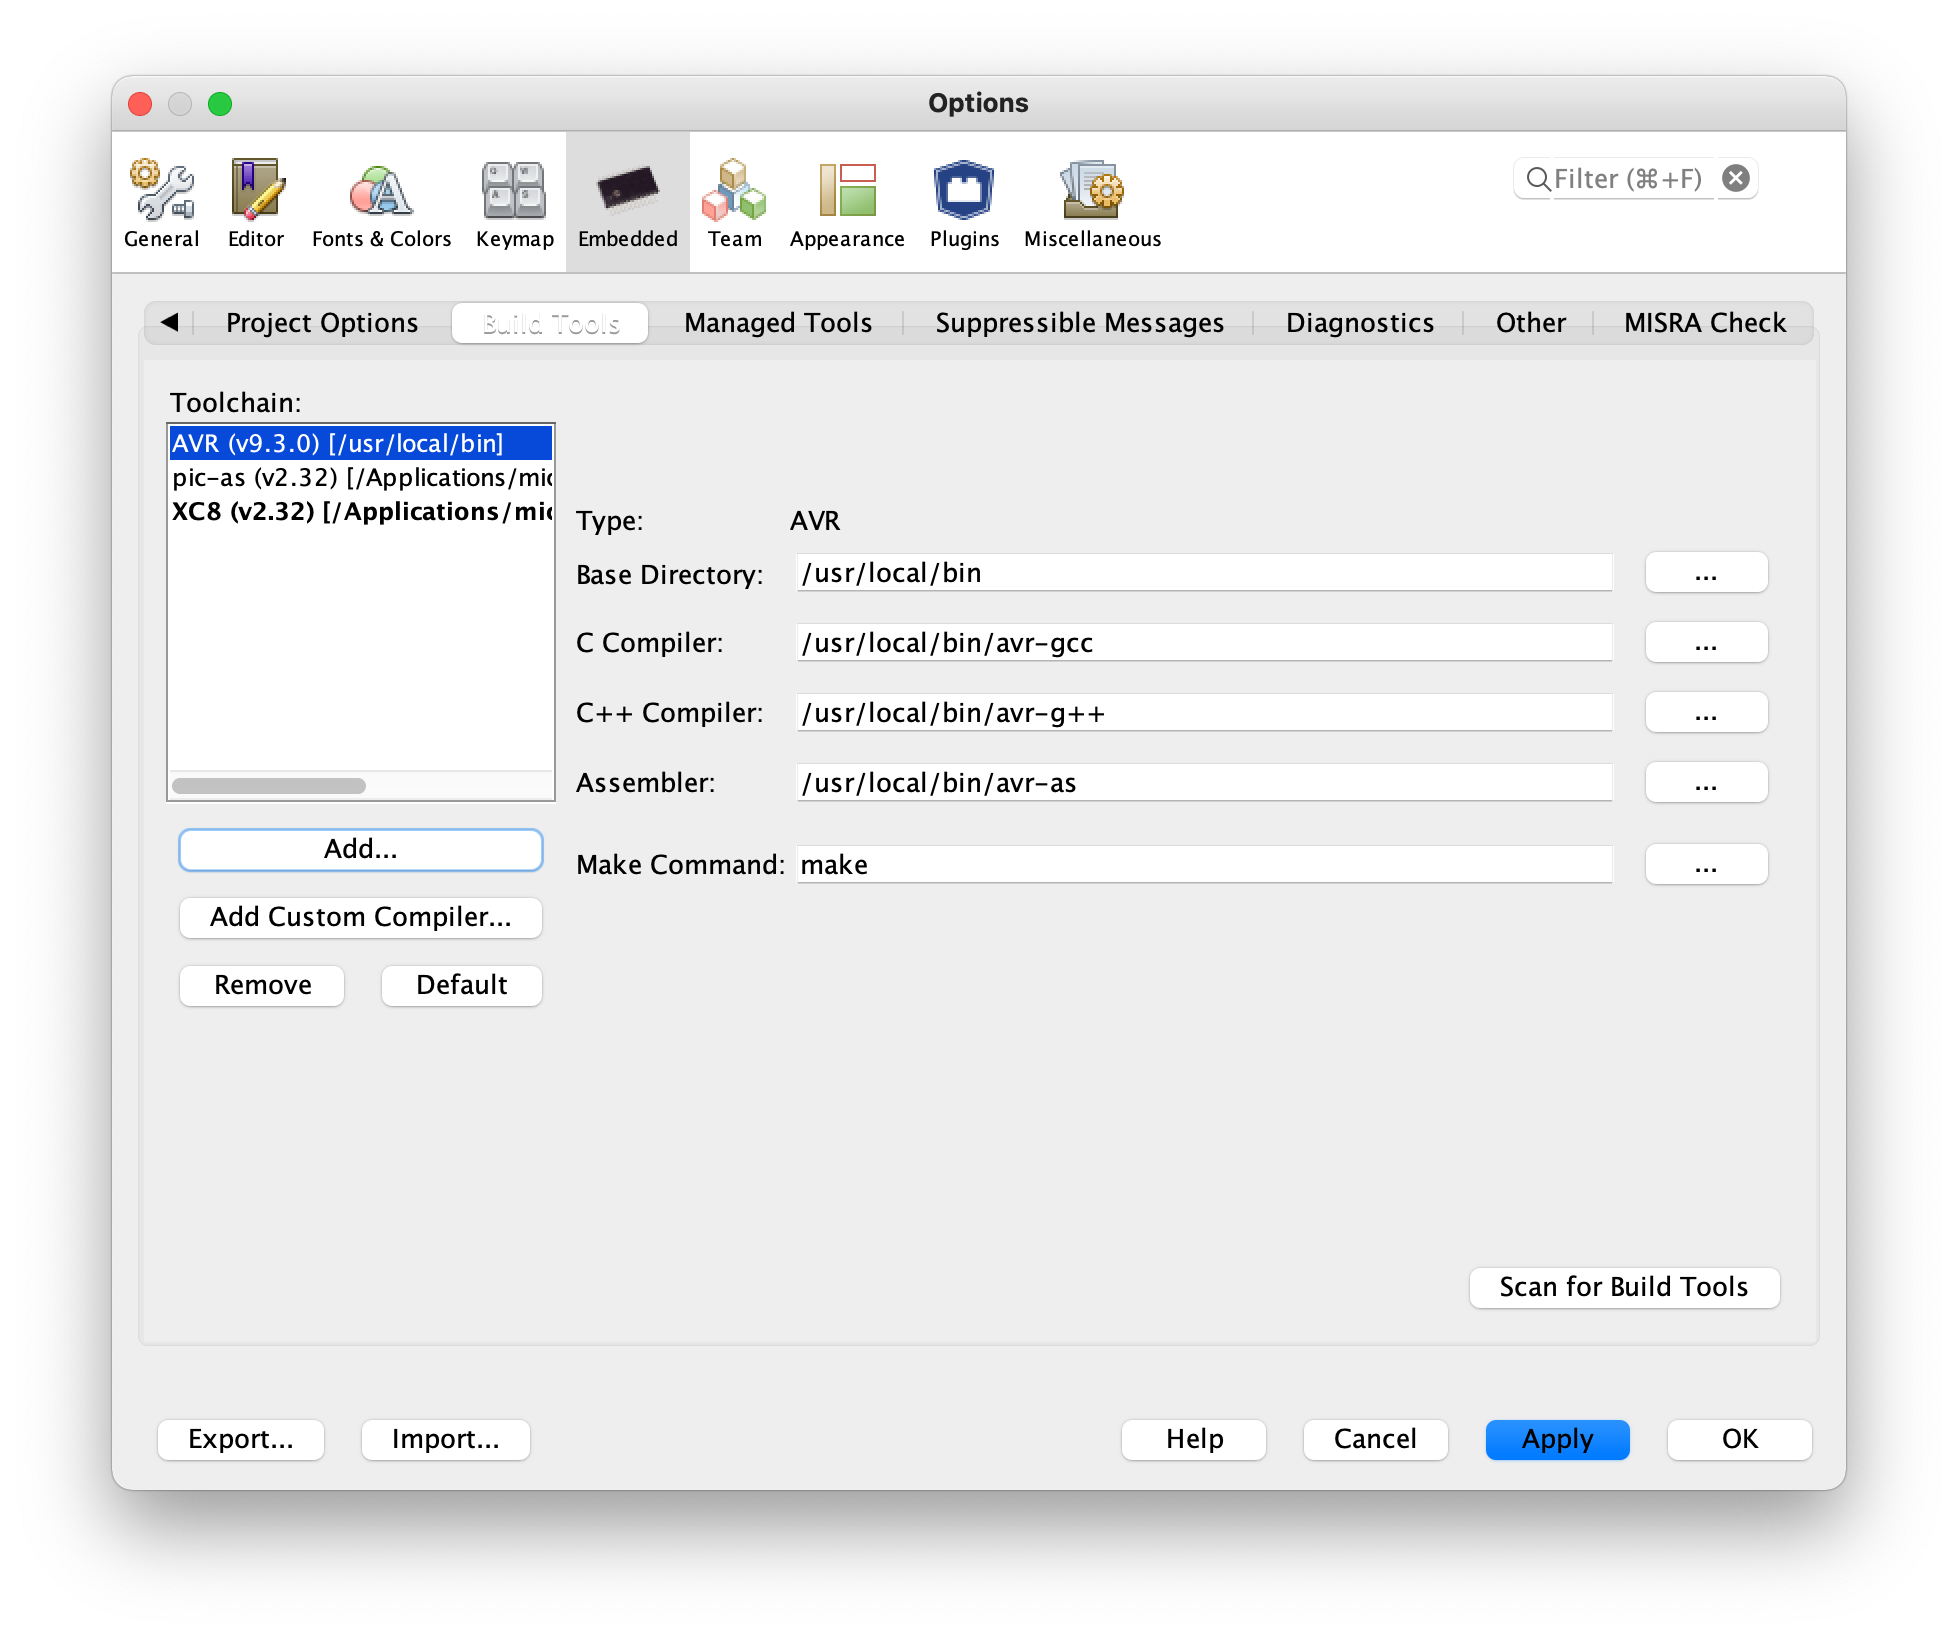 Options
General Editor Fonts & Colors Keymap Embedded Team Appearance Plugins Miscellaneous Filter (⌘+F)
Project Options Build Tools Managed Tools Suppressible Messages Diagnostics Other MISRA Check
Toolchain:
AVR (v9.3.0) [/usr/local/bin]
pic-as (v2.32) [/Applications/mic
XC8 (v2.32) [/Applications/mic
Type: AVR
Base Directory: /usr/local/bin ...
C Compiler: /usr/local/bin/avr-gcc ...
C++ Compiler: /usr/local/bin/avr-g++ ...
Assembler: /usr/local/bin/avr-as ...
Make Command: make ...
Add...
Add Custom Compiler...
Remove Default
Scan for Build Tools
Export... Import... Help Cancel Apply OK